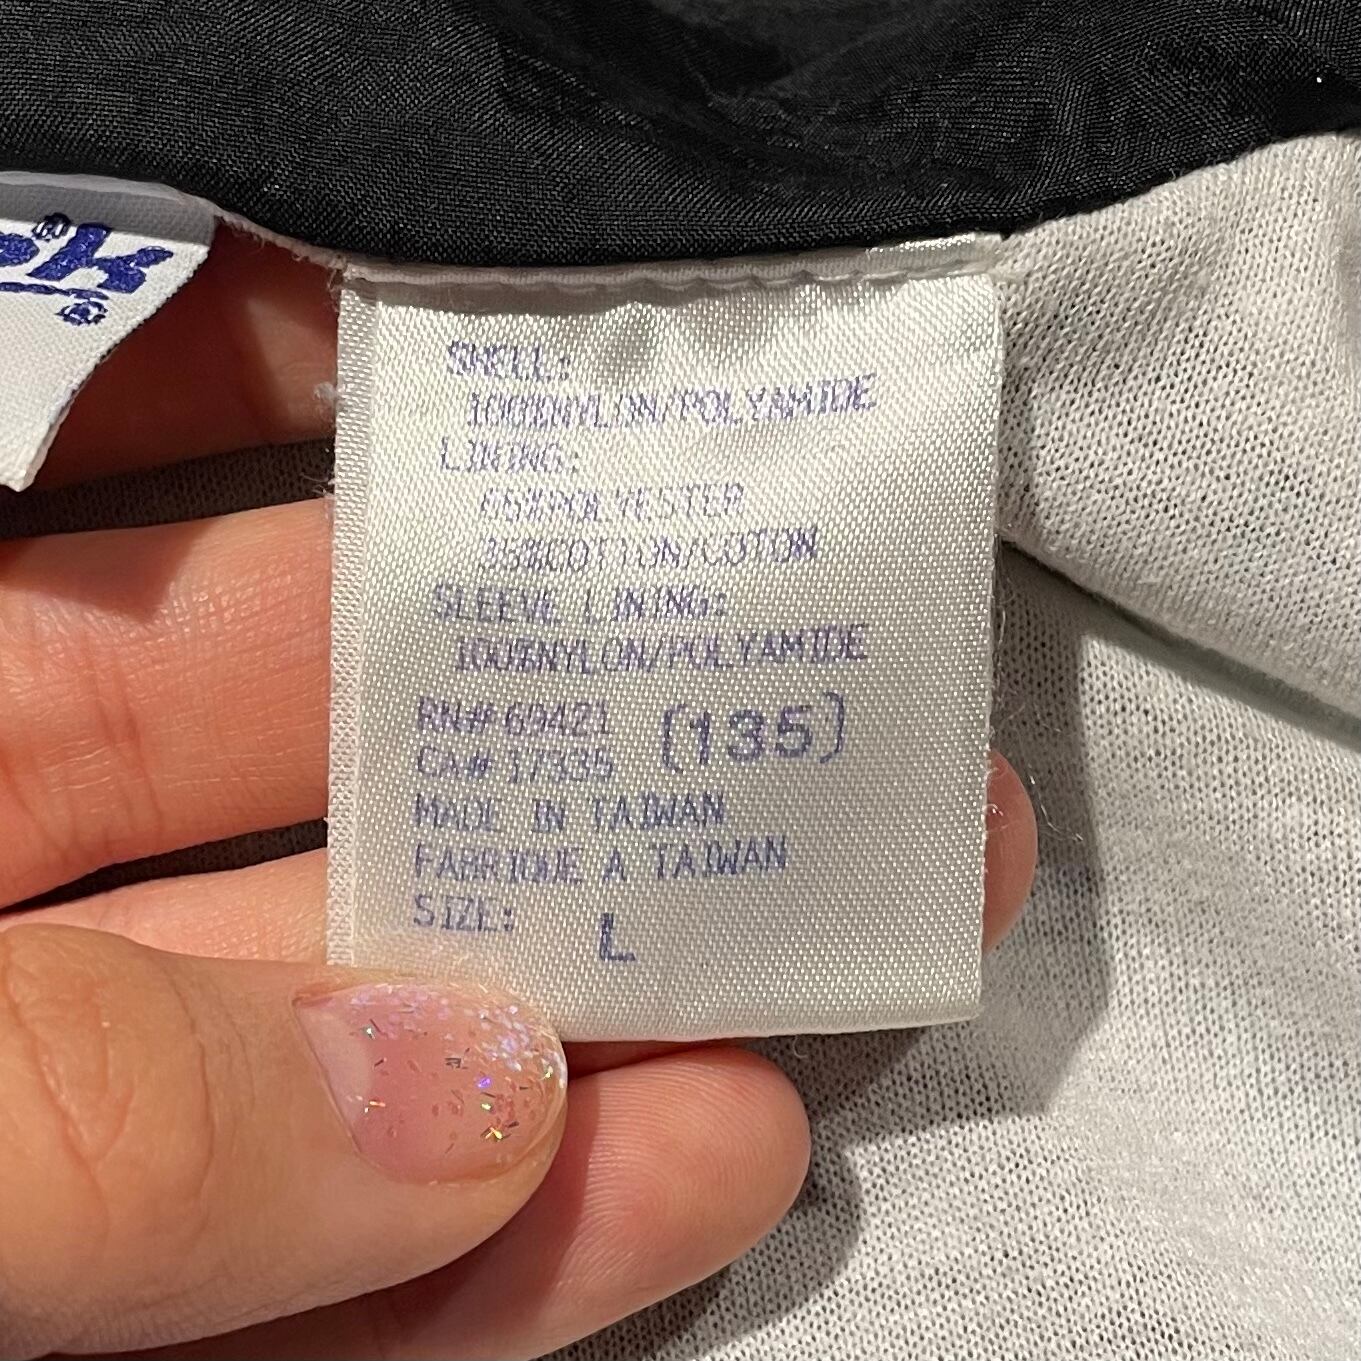 SHELL:
100%NYLON/POLYAMIDE
LINING:
65%POLYESTER
35%COTTON/COTON
SLEEVE LINING:
100%NYLON/POLYAMIDE
RN# 69421 (135)
CA# 17335
MADE IN TAIWAN
FABRIQUE A TAIWAN
SIZE: L